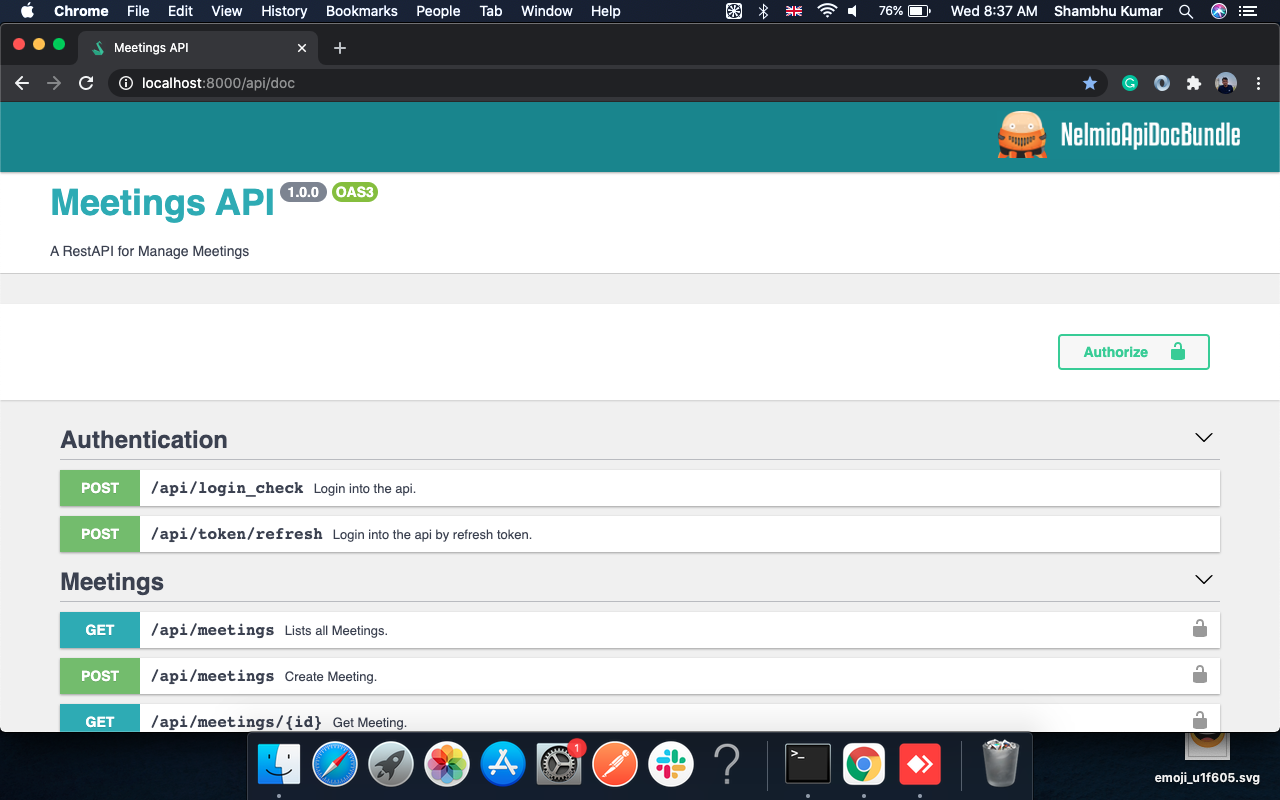 Chrome File Edit View History Bookmarks People Tab Window Help 76% Wed 8:37 AM Shambhu Kumar
Meetings API
localhost:8000/api/doc
NelmioApiDocBundle
Meetings API 1.0.0 OAS3
A RestAPI for Manage Meetings
Authorize
Authentication
POST /api/login_check Login into the api.
POST /api/token/refresh Login into the api by refresh token.
Meetings
GET /api/meetings Lists all Meetings.
POST /api/meetings Create Meeting.
GET /api/meetings/{id} Get Meeting.
1
>_
?
emoji_u1f605.svg